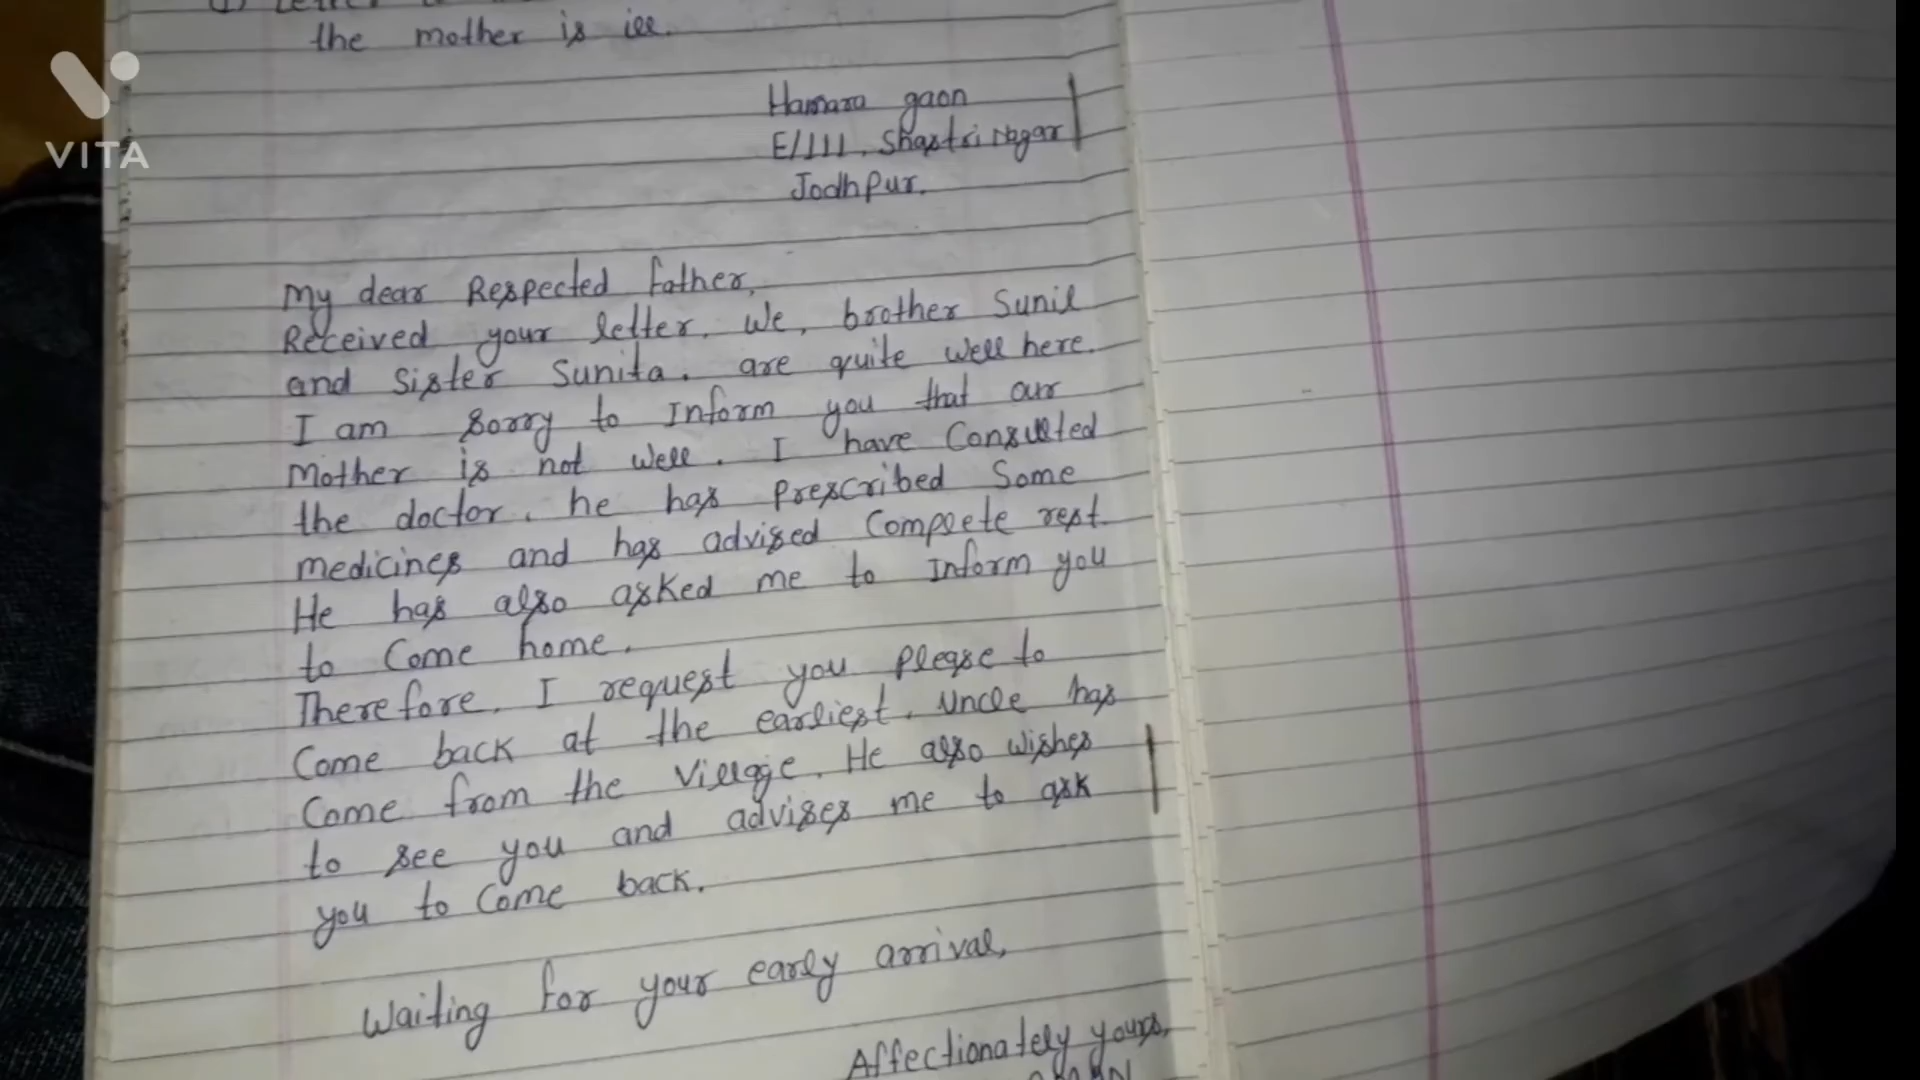 the mother is ill.
VITA
Hamara gaon
E/111, Shastri Nagar
Jodhpur.
My dear Respected father,
Received your letter. We, brother Sunil
and Sister Sunita, are quite well here.
I am sorry to Inform you that our
Mother is not well. I have Consulted
the doctor. he has Prescribed Some
medicines and has advised Complete rest.
He has also asked me to Inform you
to Come home.
Therefore, I request you please to
Come back at the earliest. Uncle has
Come from the Village. He also wishes
to see you and advises me to ask
you to Come back.
Waiting for your early arrival,
Affectionately yours,